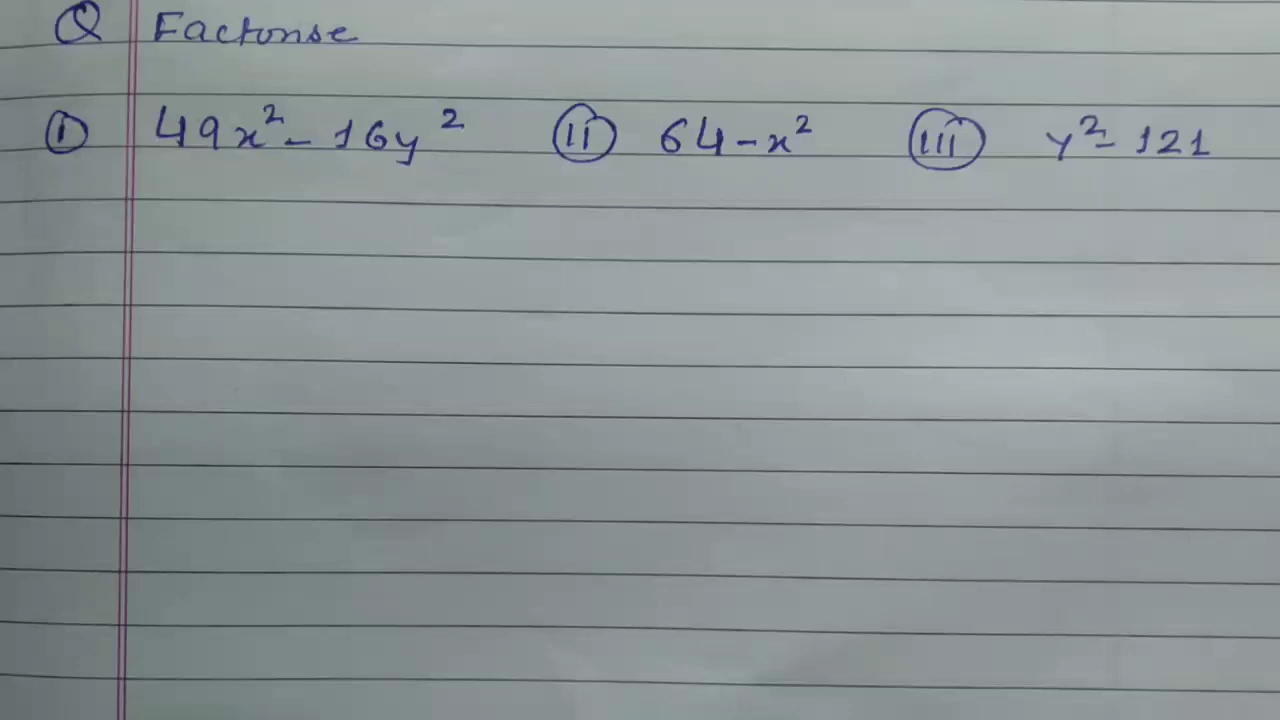 Q Factorise
(i) 49x² - 16y² (ii) 64 - x² (iii) y² - 121